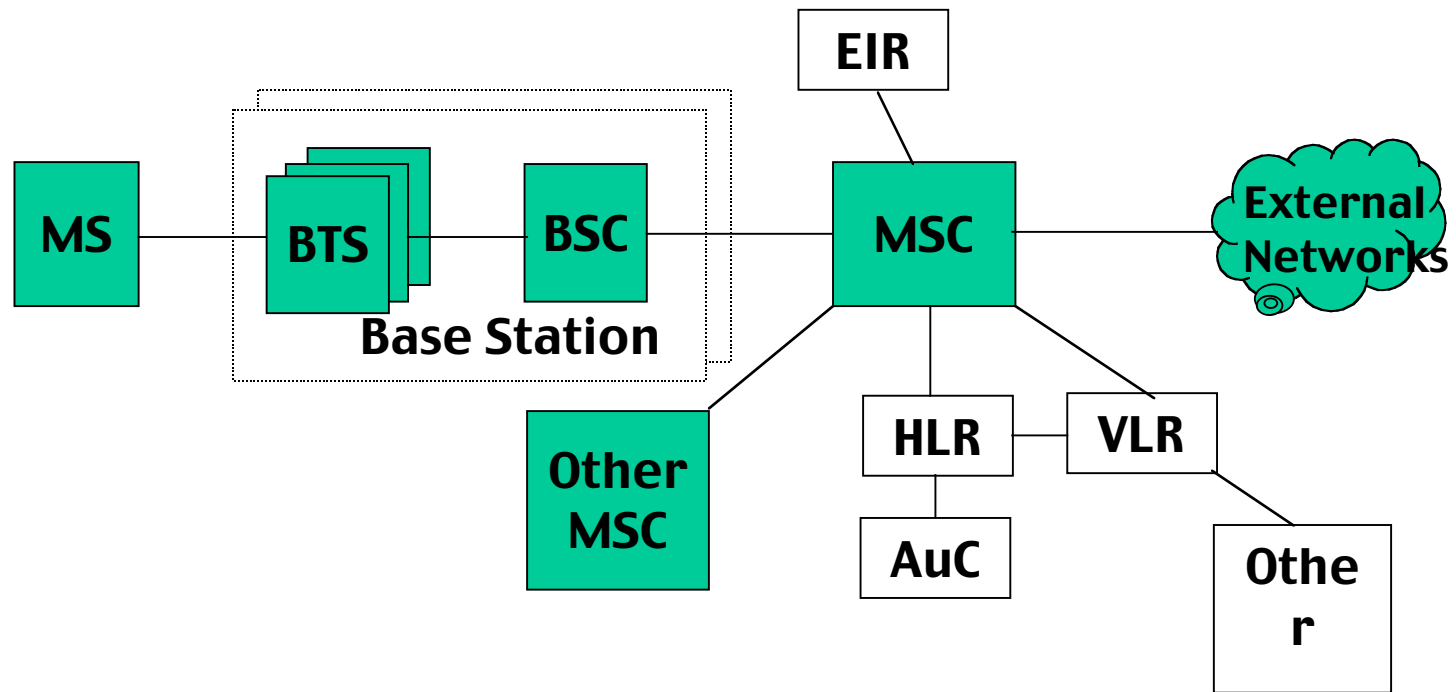 EIR
MS
BTS
BSC
MSC
External
Networks
Base Station
Other
MSC
HLR
VLR
AuC
Othe
r